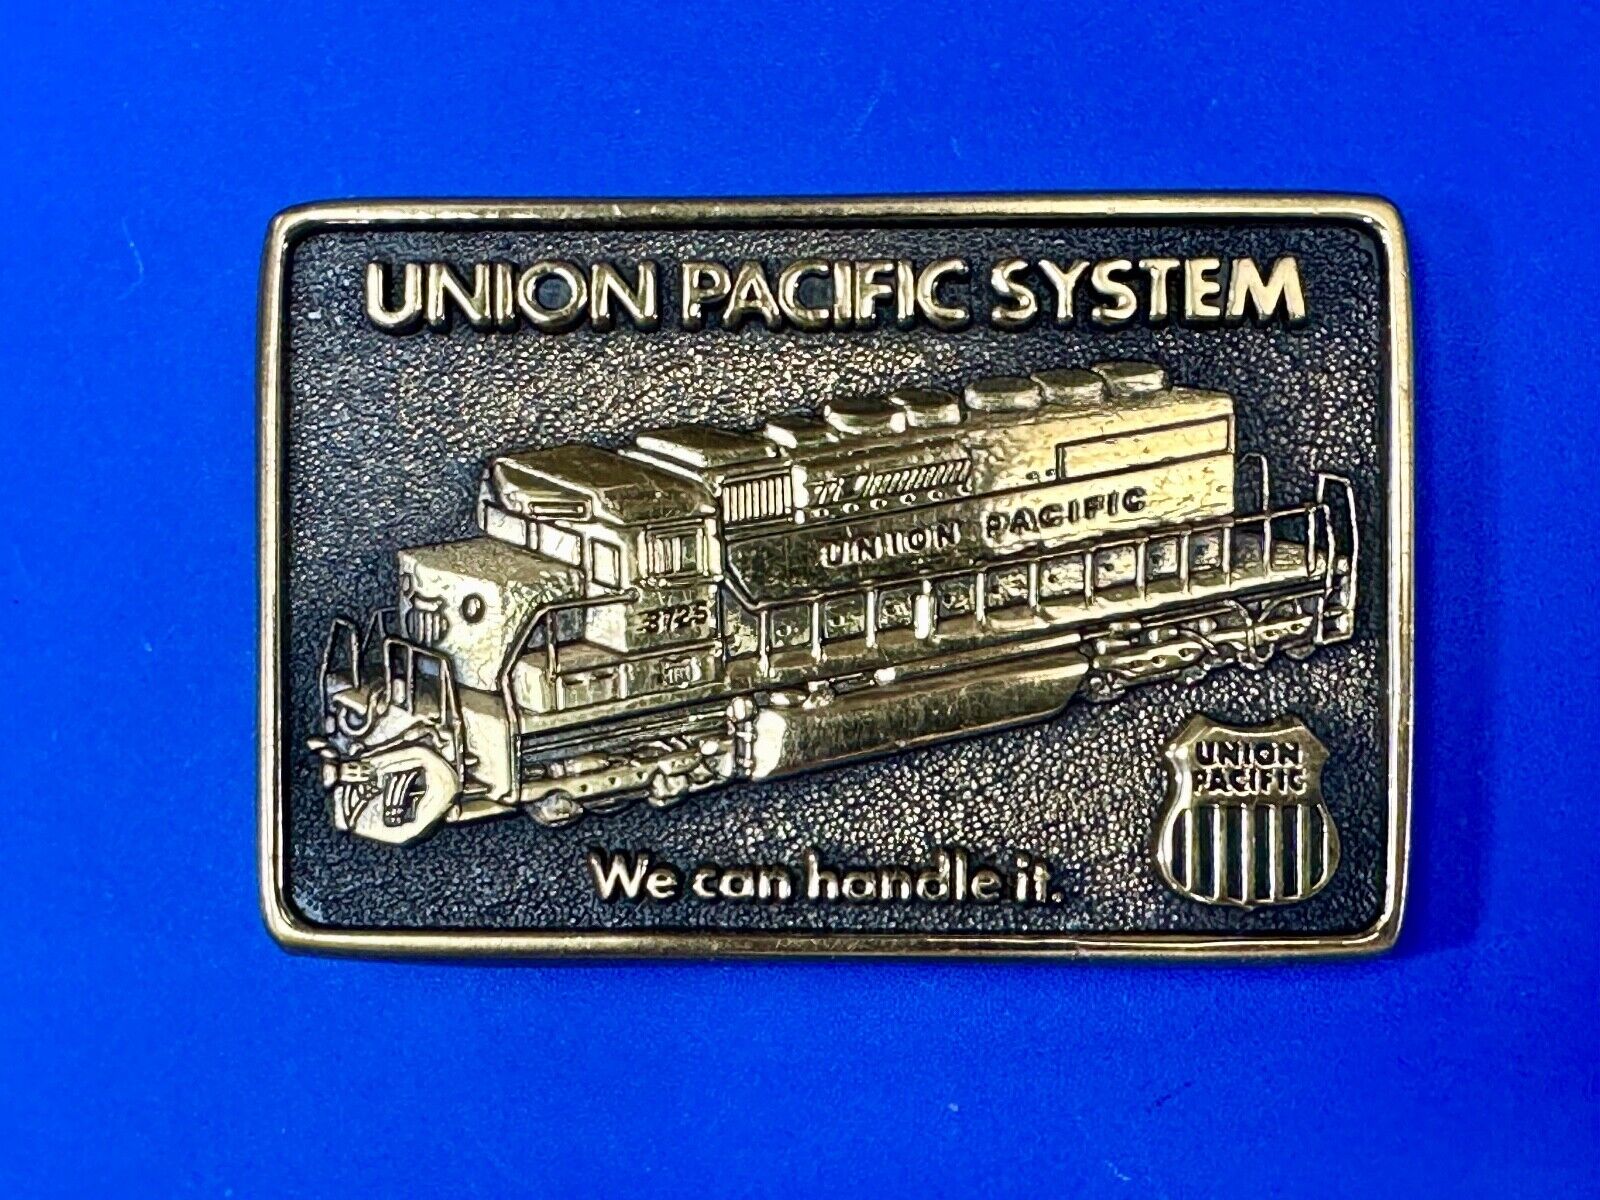 UNION PACIFIC SYSTEM
UNION PACIFIC
3725
UNION
PACIFIC
We can handle it.